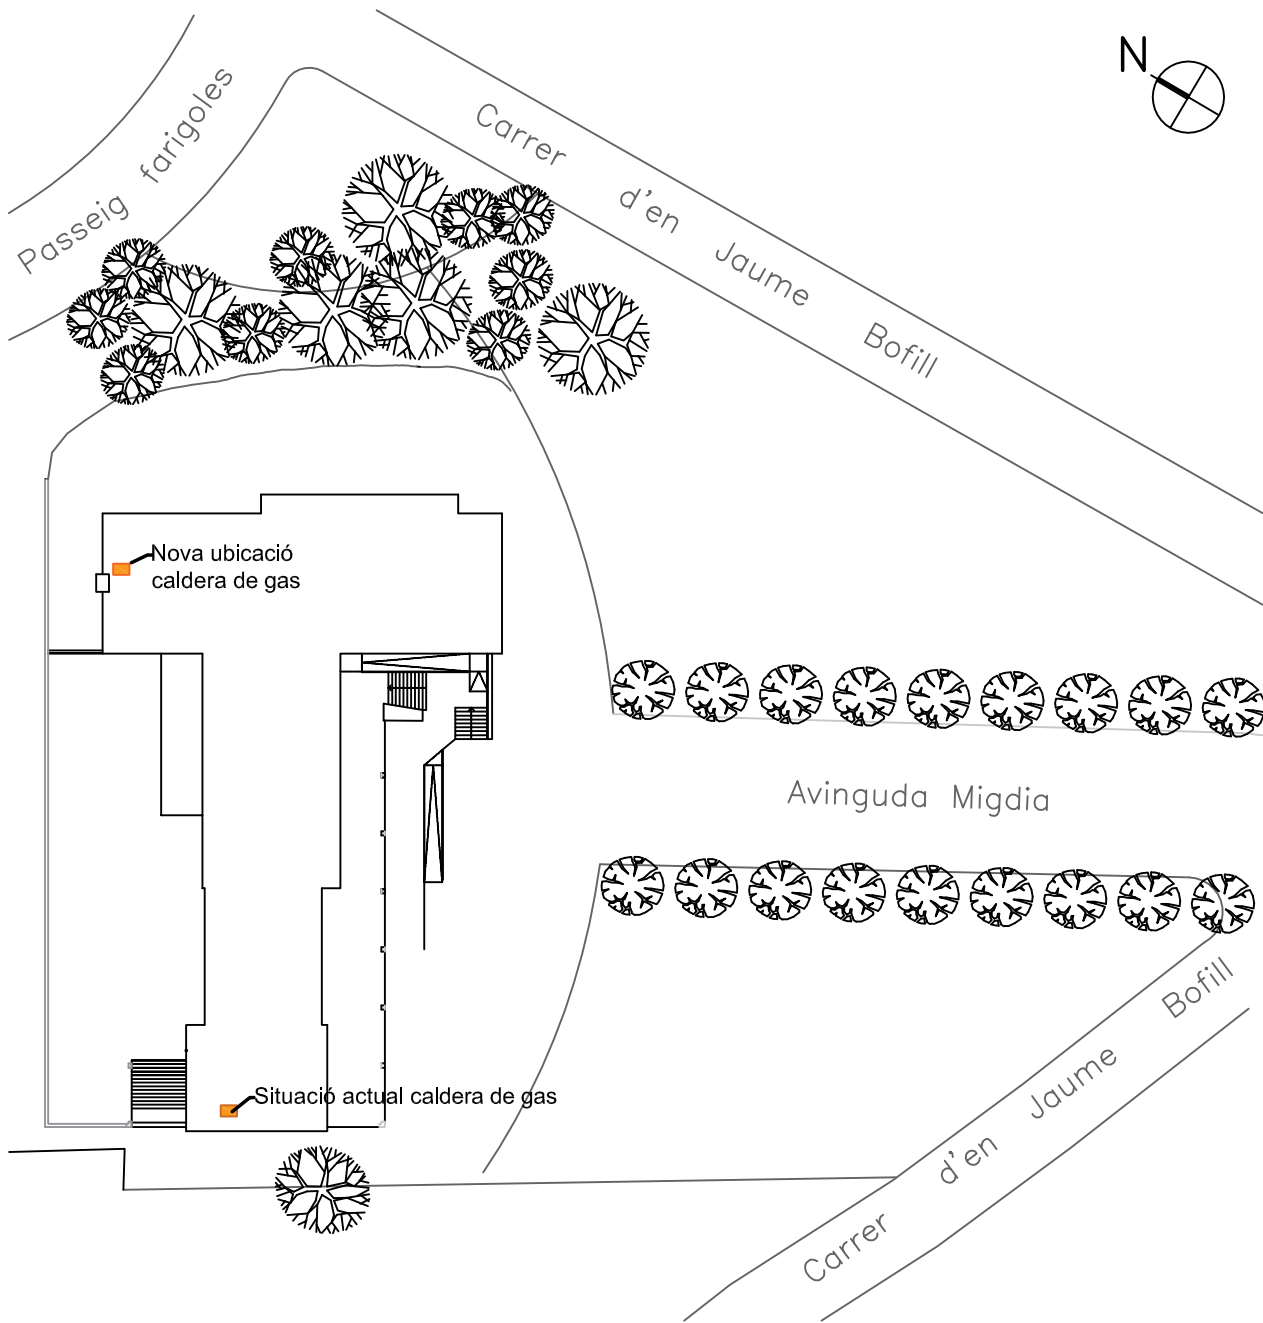 N
Passeig farigoles
Carrer d'en Jaume Bofill
Nova ubicació
caldera de gas
Avinguda Migdia
Situació actual caldera de gas
Carrer d'en Jaume Bofill